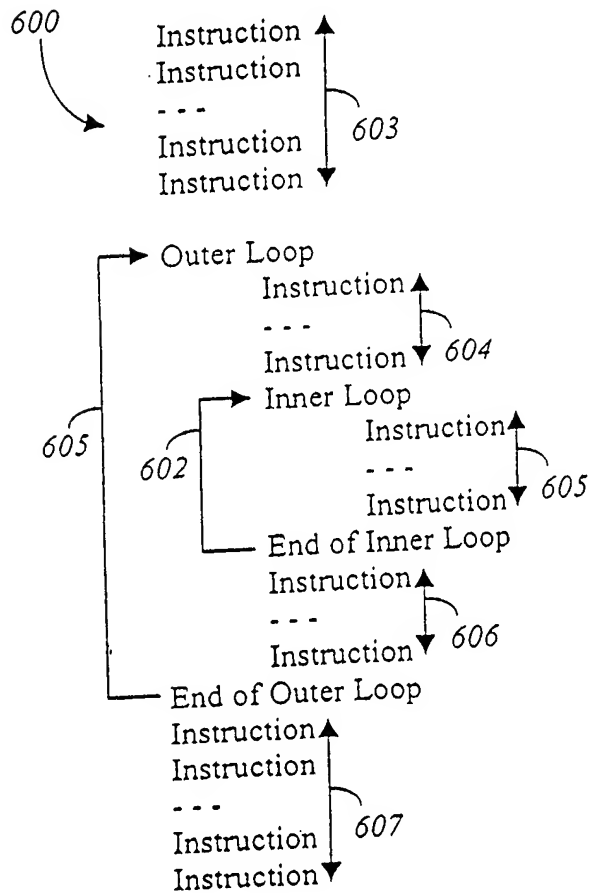 600
Instruction
Instruction
- - -
603
Instruction
Instruction
Outer Loop
Instruction
- - -
604
Instruction
Inner Loop
605
602
Instruction
- - -
605
Instruction
End of Inner Loop
Instruction
- - -
606
Instruction
End of Outer Loop
Instruction
Instruction
- - -
607
Instruction
Instruction